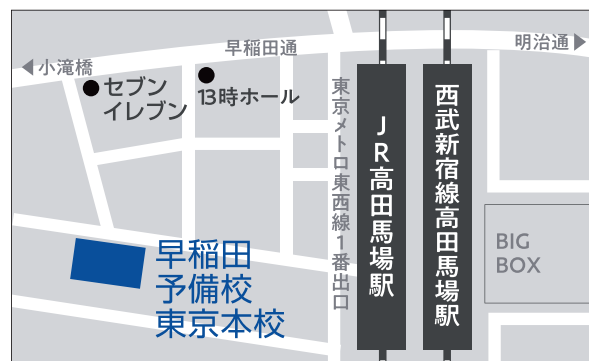 早稲田通
明治通
小滝橋
セブン
イレブン
13時ホール
東京メトロ東西線1番出口
JR高田馬場駅
西武新宿線高田馬場駅
BIG
BOX
早稲田
予備校
東京本校